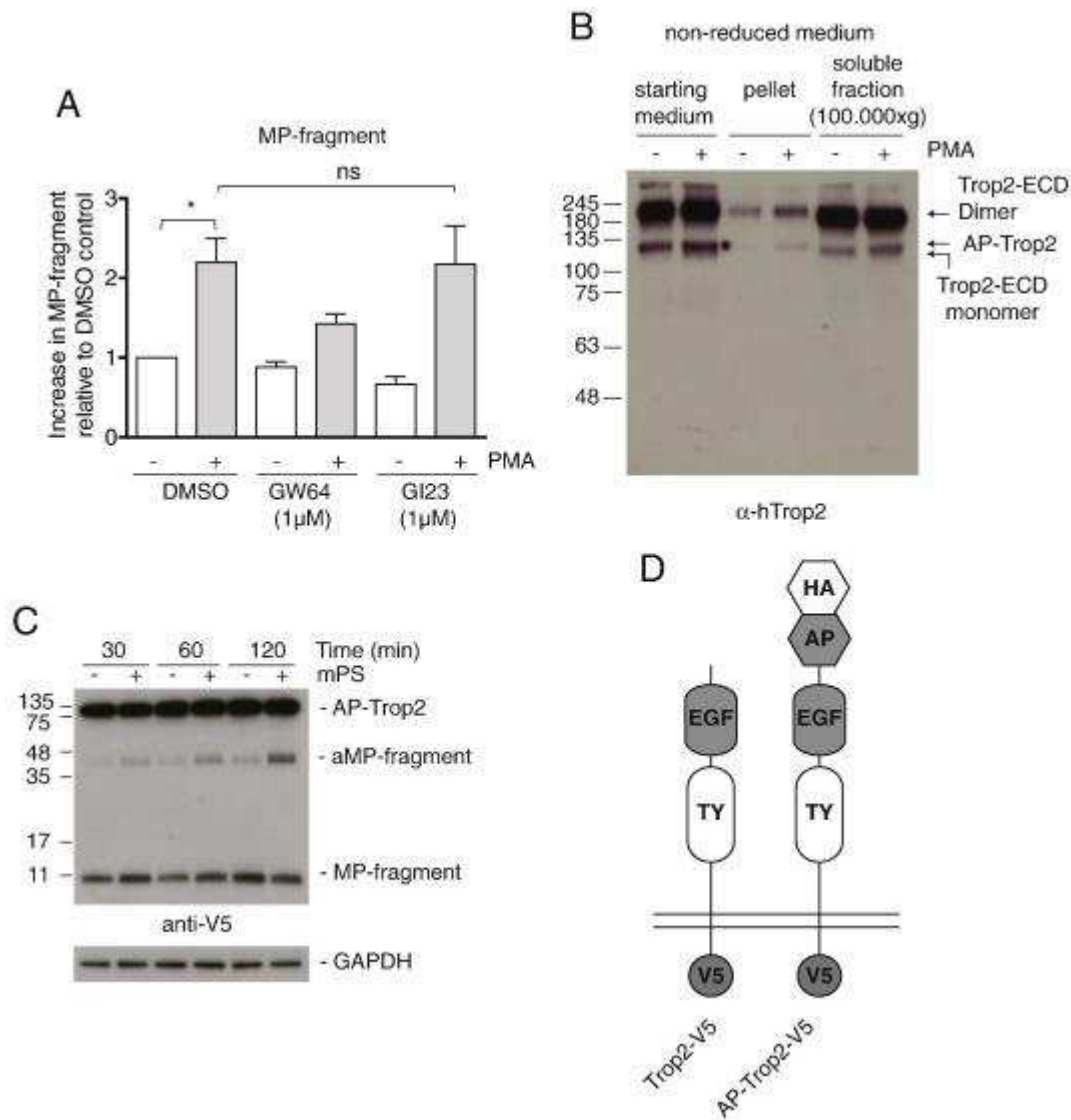 A
MP-fragment
ns
*
3
2
1
0
Increase in MP-fragment
relative to DMSO control
- + - + - + PMA
DMSO GW64 GI23
(1µM) (1µM)
B
non-reduced medium
starting medium
pellet
soluble fraction
(100.000xg)
- + - + - + PMA
245
180
135
100
75
63
48
Trop2-ECD
Dimer
AP-Trop2
Trop2-ECD
monomer
α-hTrop2
C
30 60 120 Time (min)
- + - + - + mPS
135
75
48
35
17
11
- AP-Trop2
- aMP-fragment
- MP-fragment
anti-V5
- GAPDH
D
HA
AP
EGF EGF
TY TY
V5 V5
Trop2-V5
AP-Trop2-V5